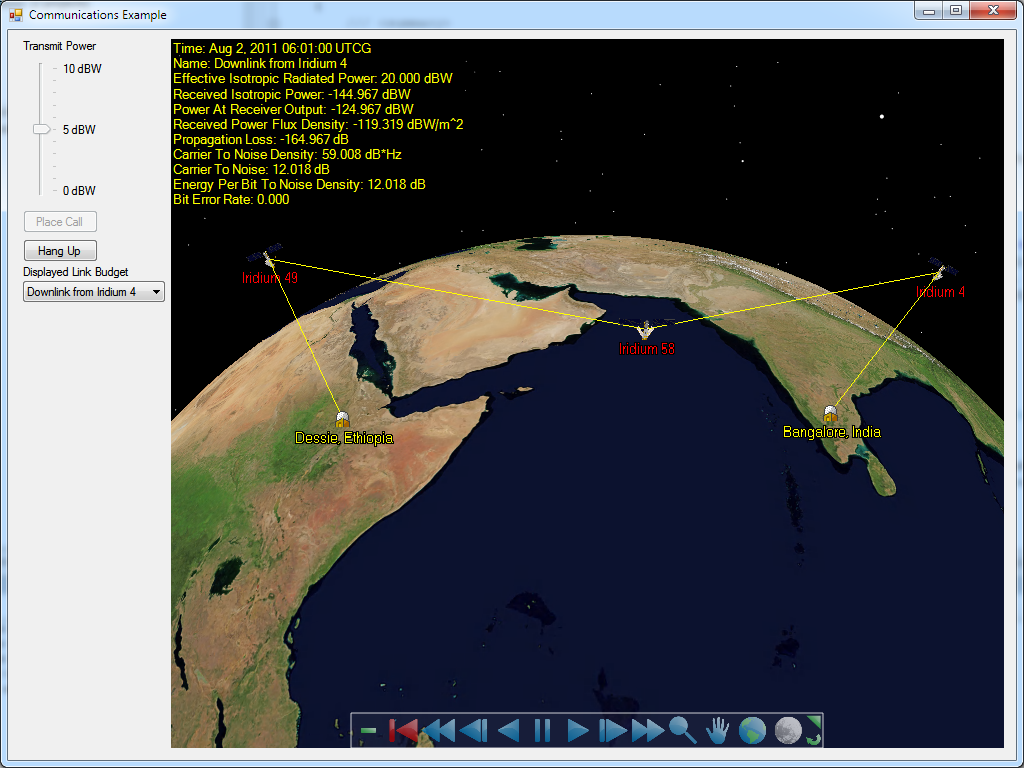 Communications Example
Transmit Power
10 dBW
5 dBW
0 dBW
Place Call
Hang Up
Displayed Link Budget
Downlink from Iridium 4
Time: Aug 2, 2011 06:01:00 UTCG
Name: Downlink from Iridium 4
Effective Isotropic Radiated Power: 20.000 dBW
Received Isotropic Power: -144.967 dBW
Power At Receiver Output: -124.967 dBW
Received Power Flux Density: -119.319 dBW/m^2
Propagation Loss: -164.967 dB
Carrier To Noise Density: 59.008 dB*Hz
Carrier To Noise: 12.018 dB
Energy Per Bit To Noise Density: 12.018 dB
Bit Error Rate: 0.000
Iridium 49
Iridium 4
Iridium 58
Dessie, Ethiopia
Bangalore, India